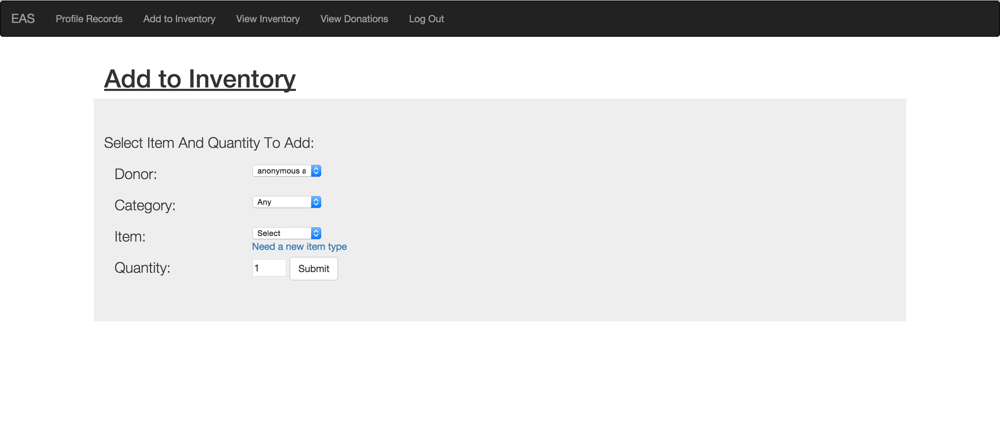 EAS Profile Records Add to Inventory View Inventory View Donations Log Out
Add to Inventory
Select Item And Quantity To Add:
Donor: anonymous a
Category: Any
Item: Select
Need a new item type
Quantity: 1 Submit